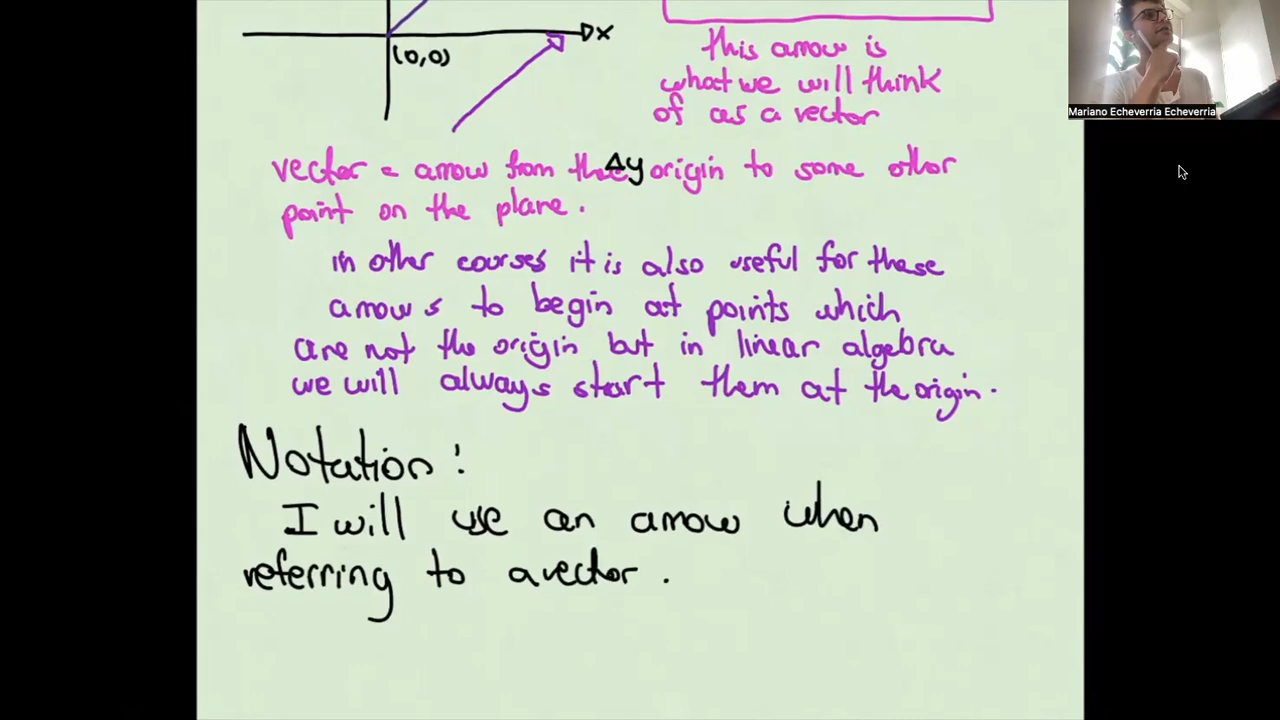 x
(0,0)
this arrow is
what we will think
of as a vector
Mariano Echeverria Echeverria
vector = arrow from the origin to some other
Δy
point on the plane.
in other courses it is also useful for these
arrows to begin at points which
are not the origin but in linear algebra
we will always start them at the origin.
Notation:
I will use an arrow when
referring to a vector.